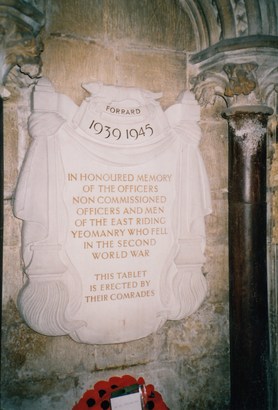 FORRARD
1939 1945
IN HONOURED MEMORY
OF THE OFFICERS
NON COMMISSIONED
OFFICERS AND MEN
OF THE EAST RIDING
YEOMANRY WHO FELL
IN THE SECOND
WORLD WAR
THIS TABLET
IS ERECTED BY
THEIR COMRADES